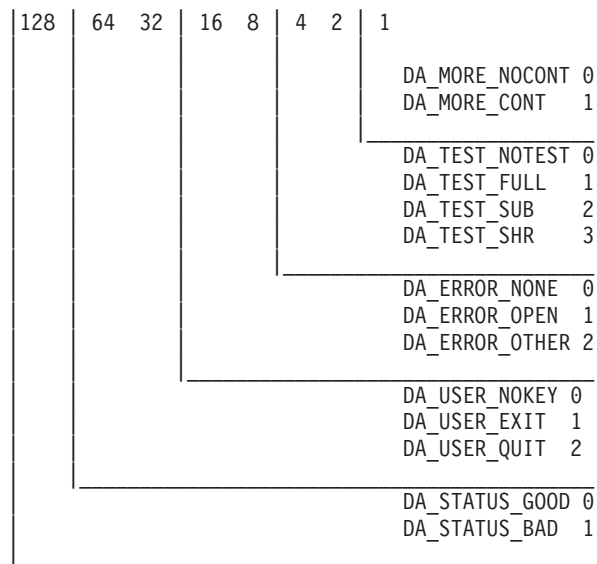 128 64 32 16 8 4 2 1
DA_MORE_NOCONT 0
DA_MORE_CONT 1
DA_TEST_NOTEST 0
DA_TEST_FULL 1
DA_TEST_SUB 2
DA_TEST_SHR 3
DA_ERROR_NONE 0
DA_ERROR_OPEN 1
DA_ERROR_OTHER 2
DA_USER_NOKEY 0
DA_USER_EXIT 1
DA_USER_QUIT 2
DA_STATUS_GOOD 0
DA_STATUS_BAD 1